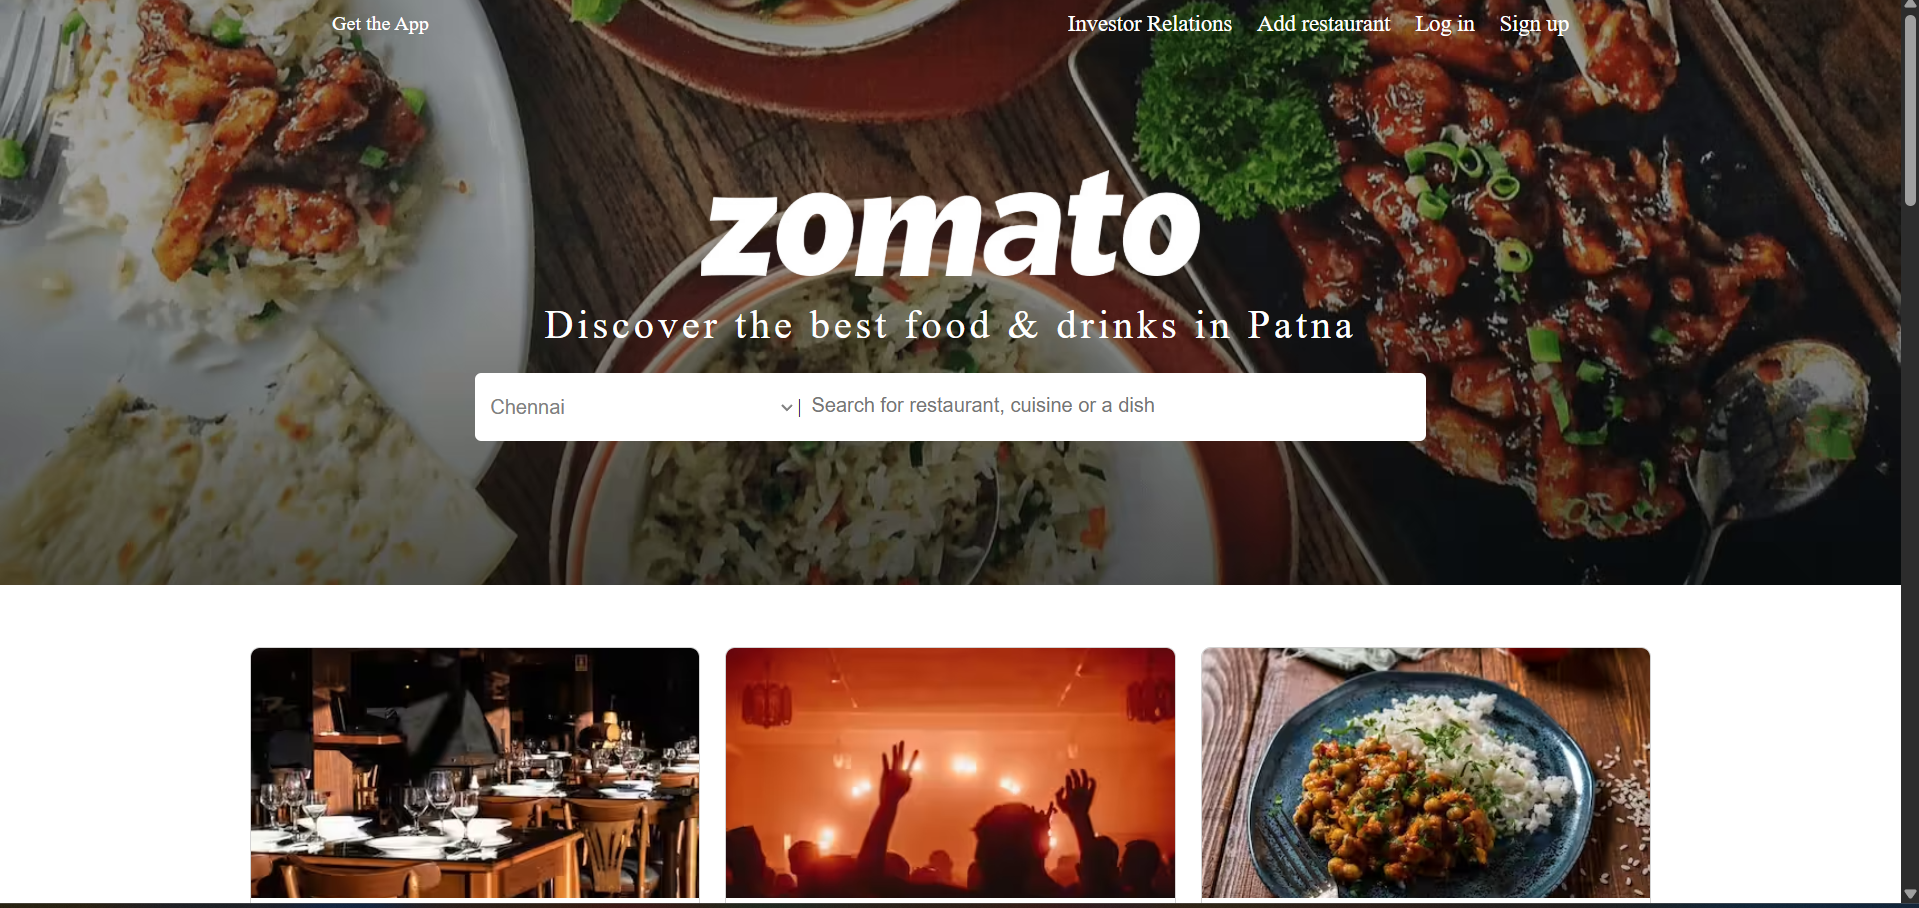 Get the App
Investor Relations Add restaurant Log in Sign up
zomato
Discover the best food & drinks in Patna
Chennai | Search for restaurant, cuisine or a dish